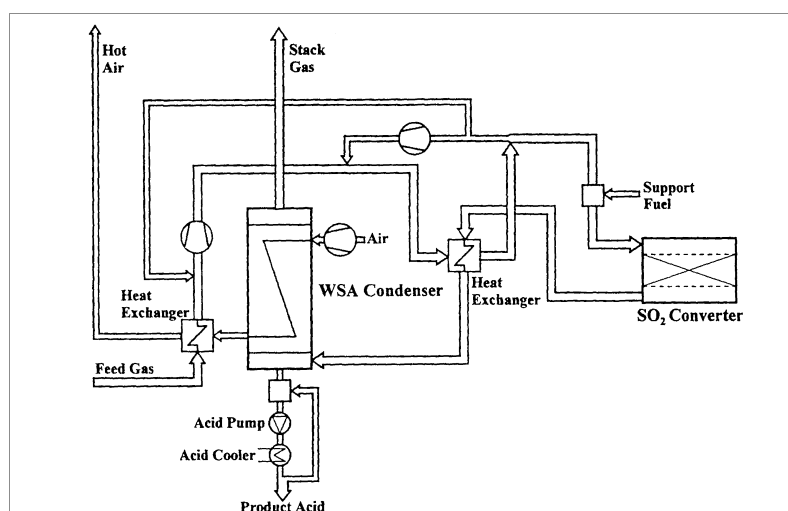 Hot
Air
Stack
Gas
Support
Fuel
Air
WSA Condenser
Heat
Exchanger
SO₂ Converter
Heat
Exchanger
Feed Gas
Acid Pump
Acid Cooler
Product Acid